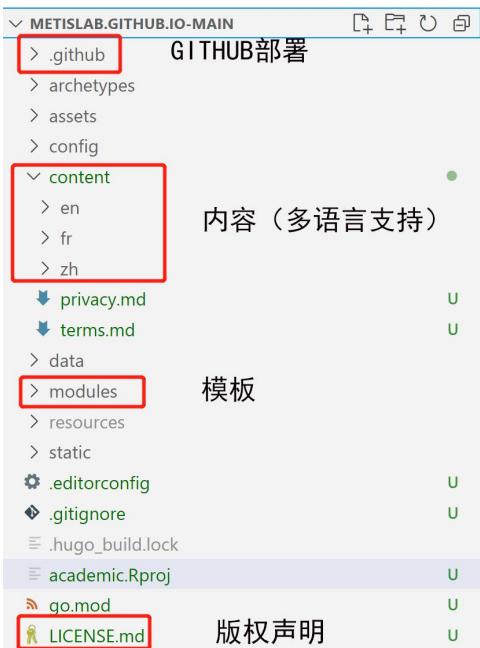 METISLAB.GITHUB.IO-MAIN
.github GITHUB部署
archetypes
assets
config
content
en
内容（多语言支持）
fr
zh
privacy.md U
terms.md U
data
modules 模板
resources
static
.editorconfig U
.gitignore U
.hugo_build.lock
academic.Rproj U
go.mod U
LICENSE.md 版权声明 U